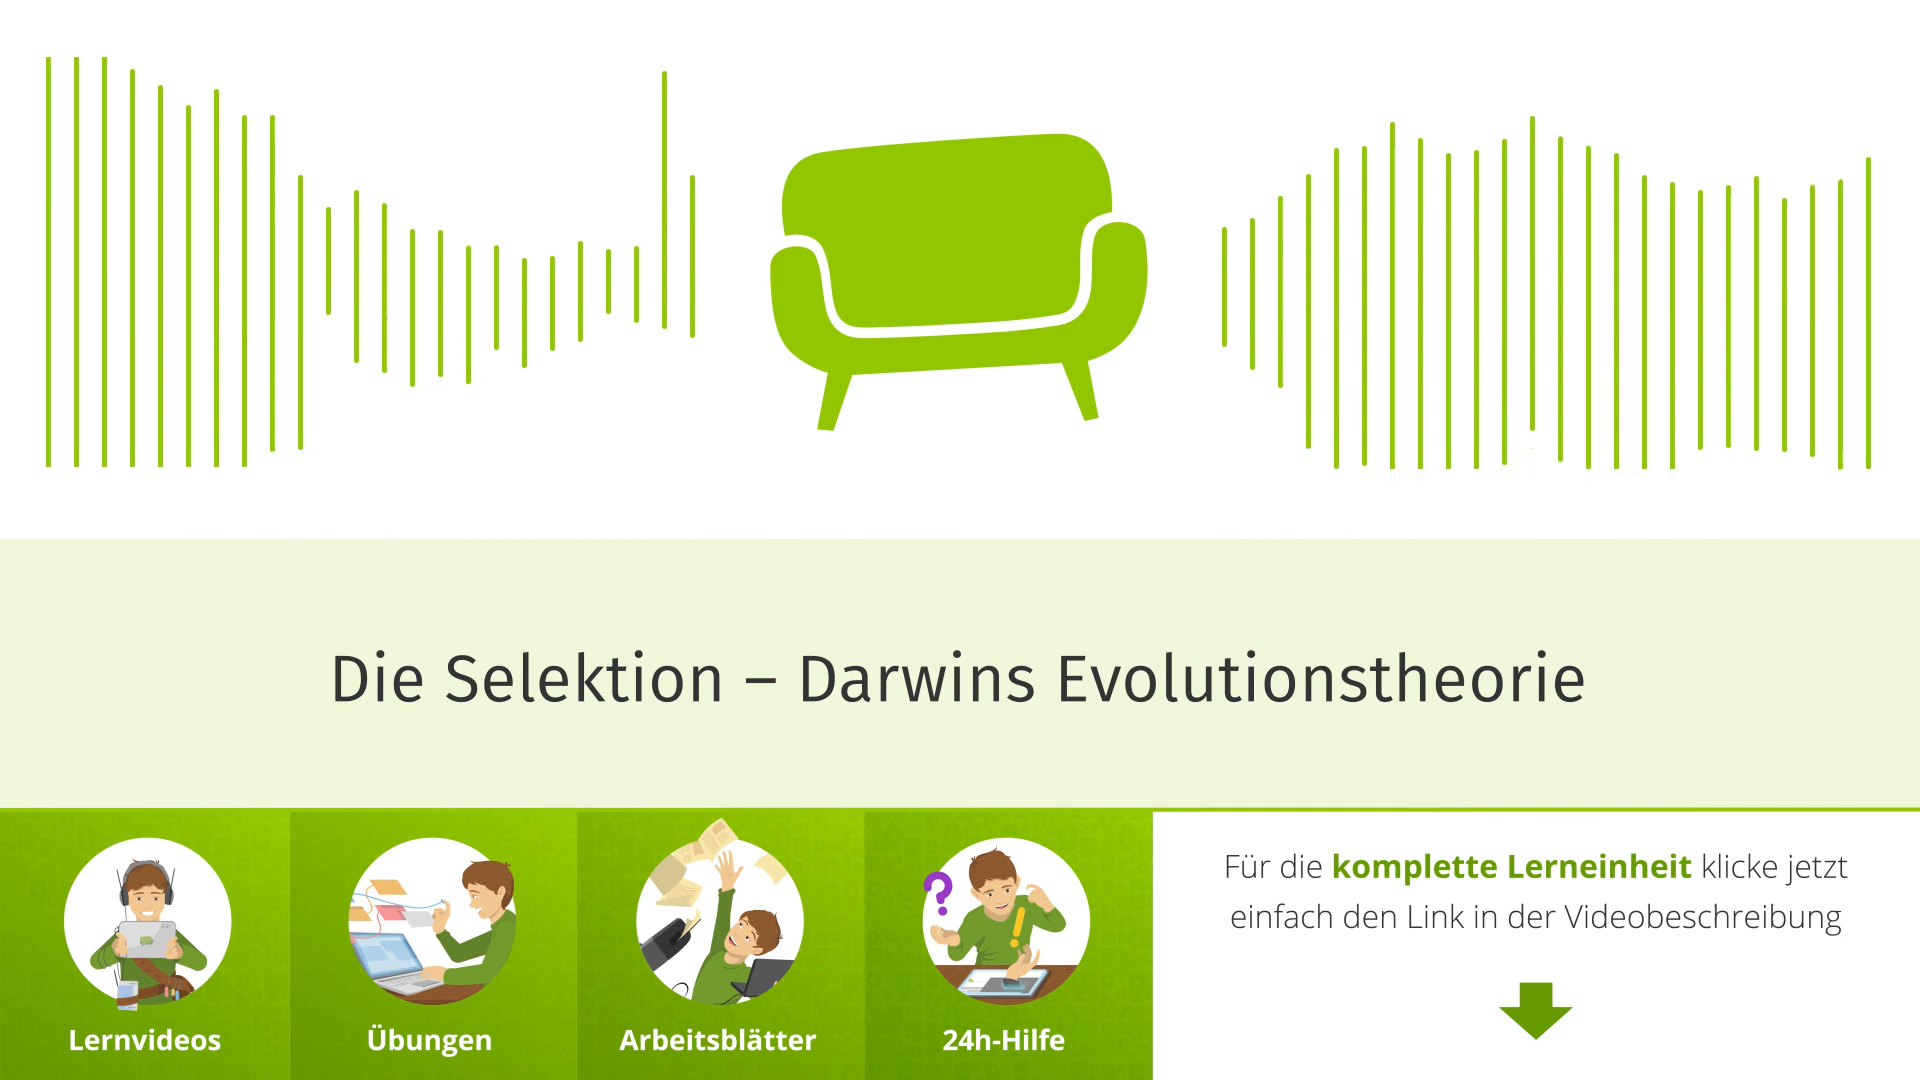 Die Selektion – Darwins Evolutionstheorie
Lernvideos
Übungen
Arbeitsblätter
24h-Hilfe
Für die komplette Lerneinheit klicke jetzt
einfach den Link in der Videobeschreibung